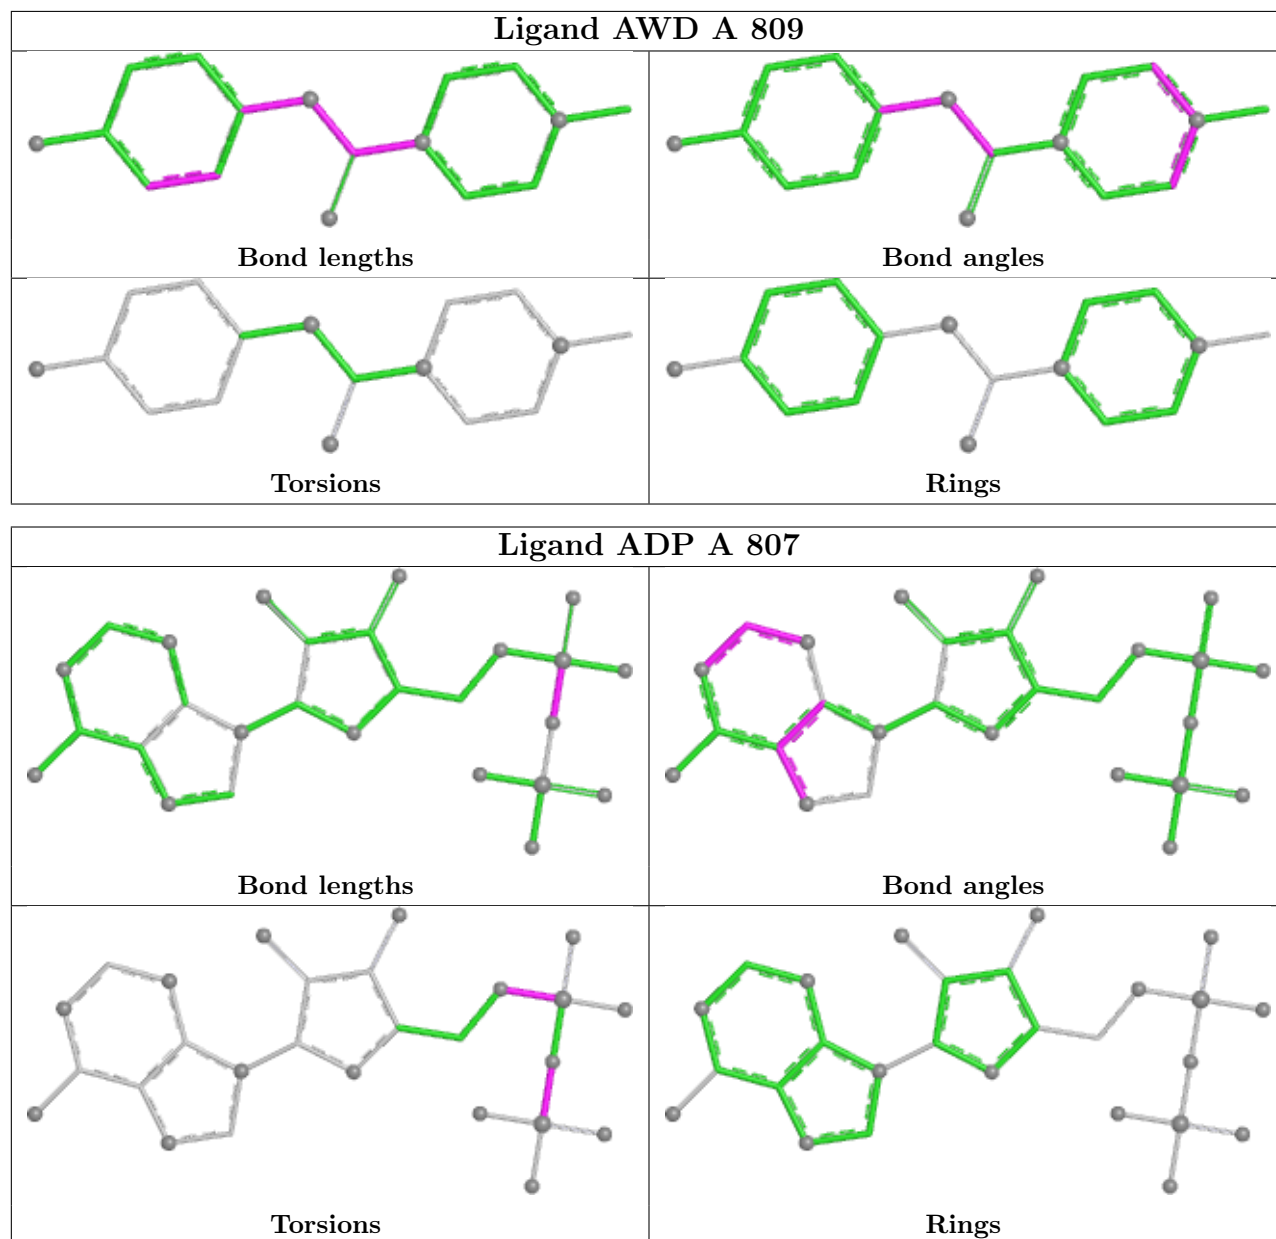 Ligand AWD A 809
Bond lengths
Bond angles
Torsions
Rings
Ligand ADP A 807
Bond lengths
Bond angles
Torsions
Rings